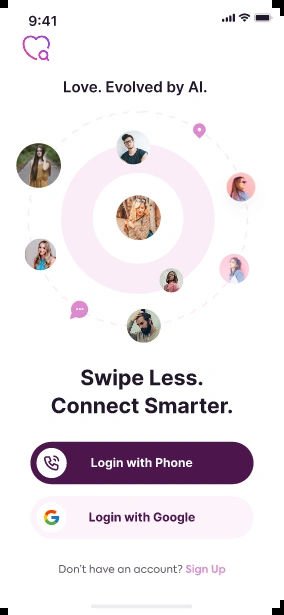 9:41
Love. Evolved by AI.
Swipe Less.
Connect Smarter.
Login with Phone
Login with Google
Don't have an account? Sign Up